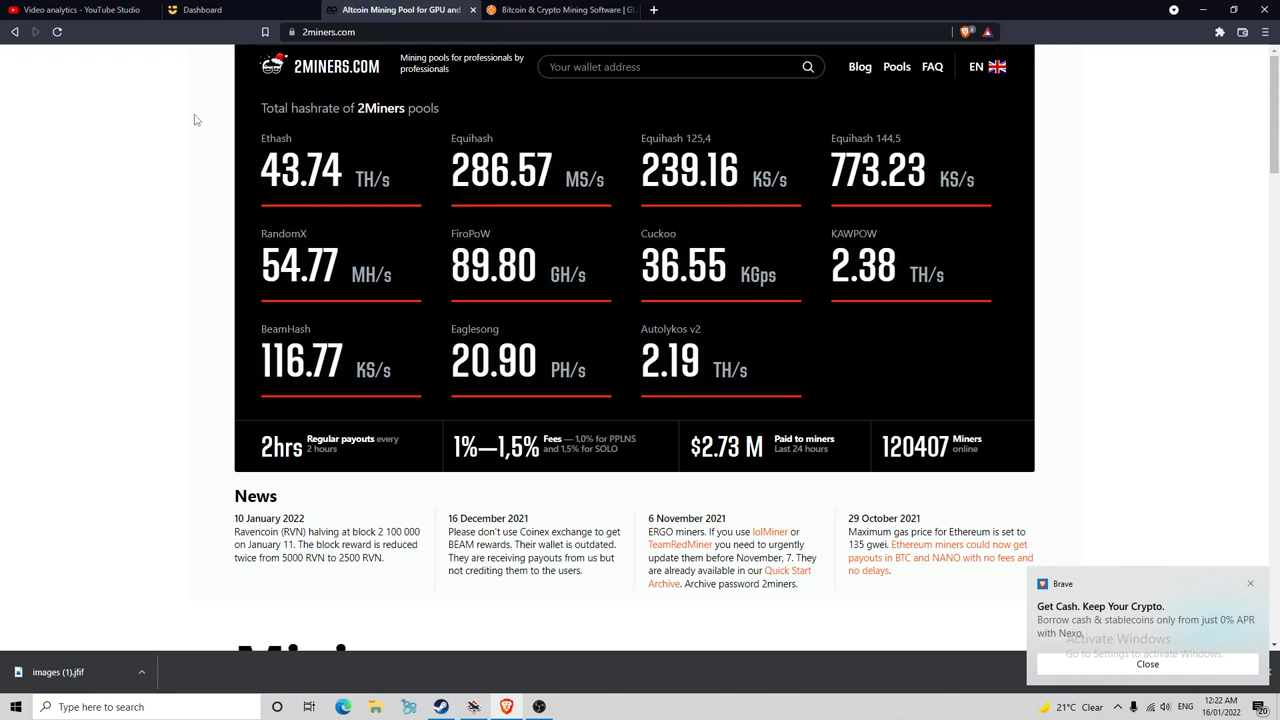 Video analytics - YouTube Studio
Dashboard
Altcoin Mining Pool for GPU and
Bitcoin & Crypto Mining Software | G
2miners.com
2MINERS.COM
Mining pools for professionals by
professionals
Your wallet address
Blog Pools FAQ
EN
Total hashrate of 2Miners pools
Ethash
43.74 TH/s
Equihash
286.57 MS/s
Equihash 125,4
239.16 KS/s
Equihash 144,5
773.23 KS/s
RandomX
54.77 MH/s
FiroPoW
89.80 GH/s
Cuckoo
36.55 KGps
KAWPOW
2.38 TH/s
BeamHash
116.77 KS/s
Eaglesong
20.90 PH/s
Autolykos v2
2.19 TH/s
2hrs Regular payouts every
2 hours
1%—1,5% Fees — 1,0% for PPLNS
and 1,5% for SOLO
$2.73 M Paid to miners
Last 24 hours
120407 Miners
online
News
10 January 2022
Ravencoin (RVN) halving at block 2 100 000
on January 11. The block reward is reduced
twice from 5000 RVN to 2500 RVN.
16 December 2021
Please don't use Coinex exchange to get
BEAM rewards. Their wallet is outdated.
They are receiving payouts from us but
not crediting them to the users.
6 November 2021
ERGO miners. If you use lolMiner or
TeamRedMiner you need to urgently
update them before November, 7. They
are already available in our Quick Start
Archive. Archive password 2miners.
29 October 2021
Maximum gas price for Ethereum is set to
135 gwei. Ethereum miners could now get
payouts in BTC and NANO with no fees and
no delays.
Brave
Get Cash. Keep Your Crypto.
Borrow cash & stablecoins only from just 0% APR
with Nexo.
Activate Windows
Go to Settings to activate Windows.
Close
images (1).jfif
Type here to search
21°C Clear
ENG
12:22 AM
16/01/2022
20